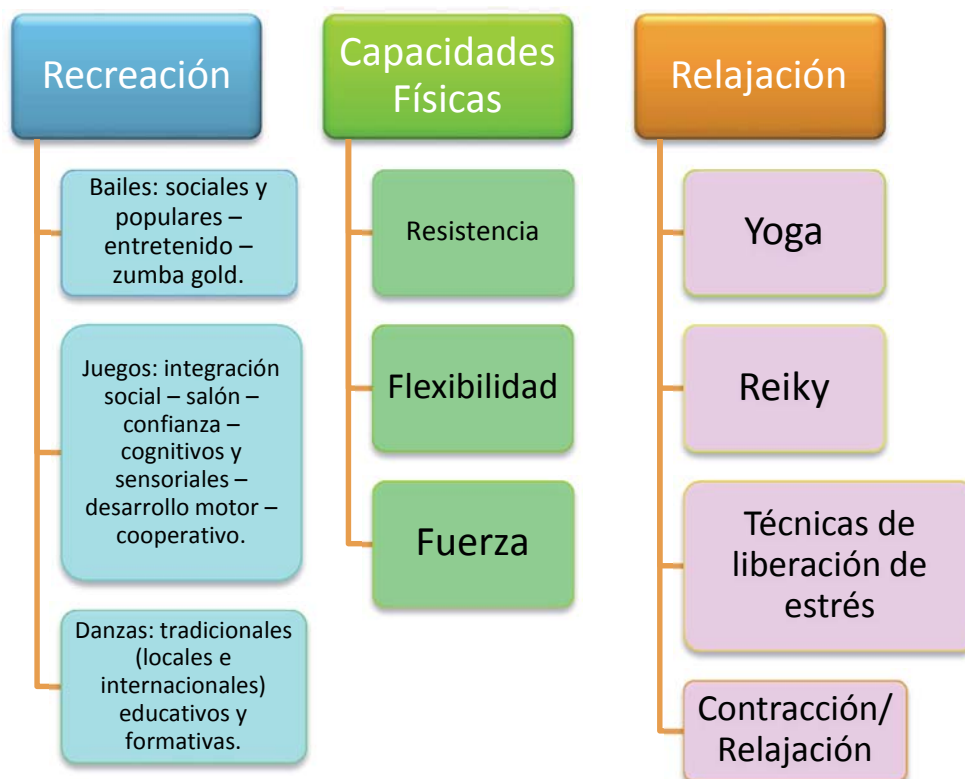 Recreación
Bailes: sociales y
populares –
entretenido –
zumba gold.
Juegos: integración
social – salón –
confianza –
cognitivos y
sensoriales –
desarrollo motor –
cooperativo.
Danzas: tradicionales
(locales e
internacionales)
educativos y
formativas.
Capacidades
Físicas
Resistencia
Flexibilidad
Fuerza
Relajación
Yoga
Reiky
Técnicas de
liberación de
estrés
Contracción/
Relajación